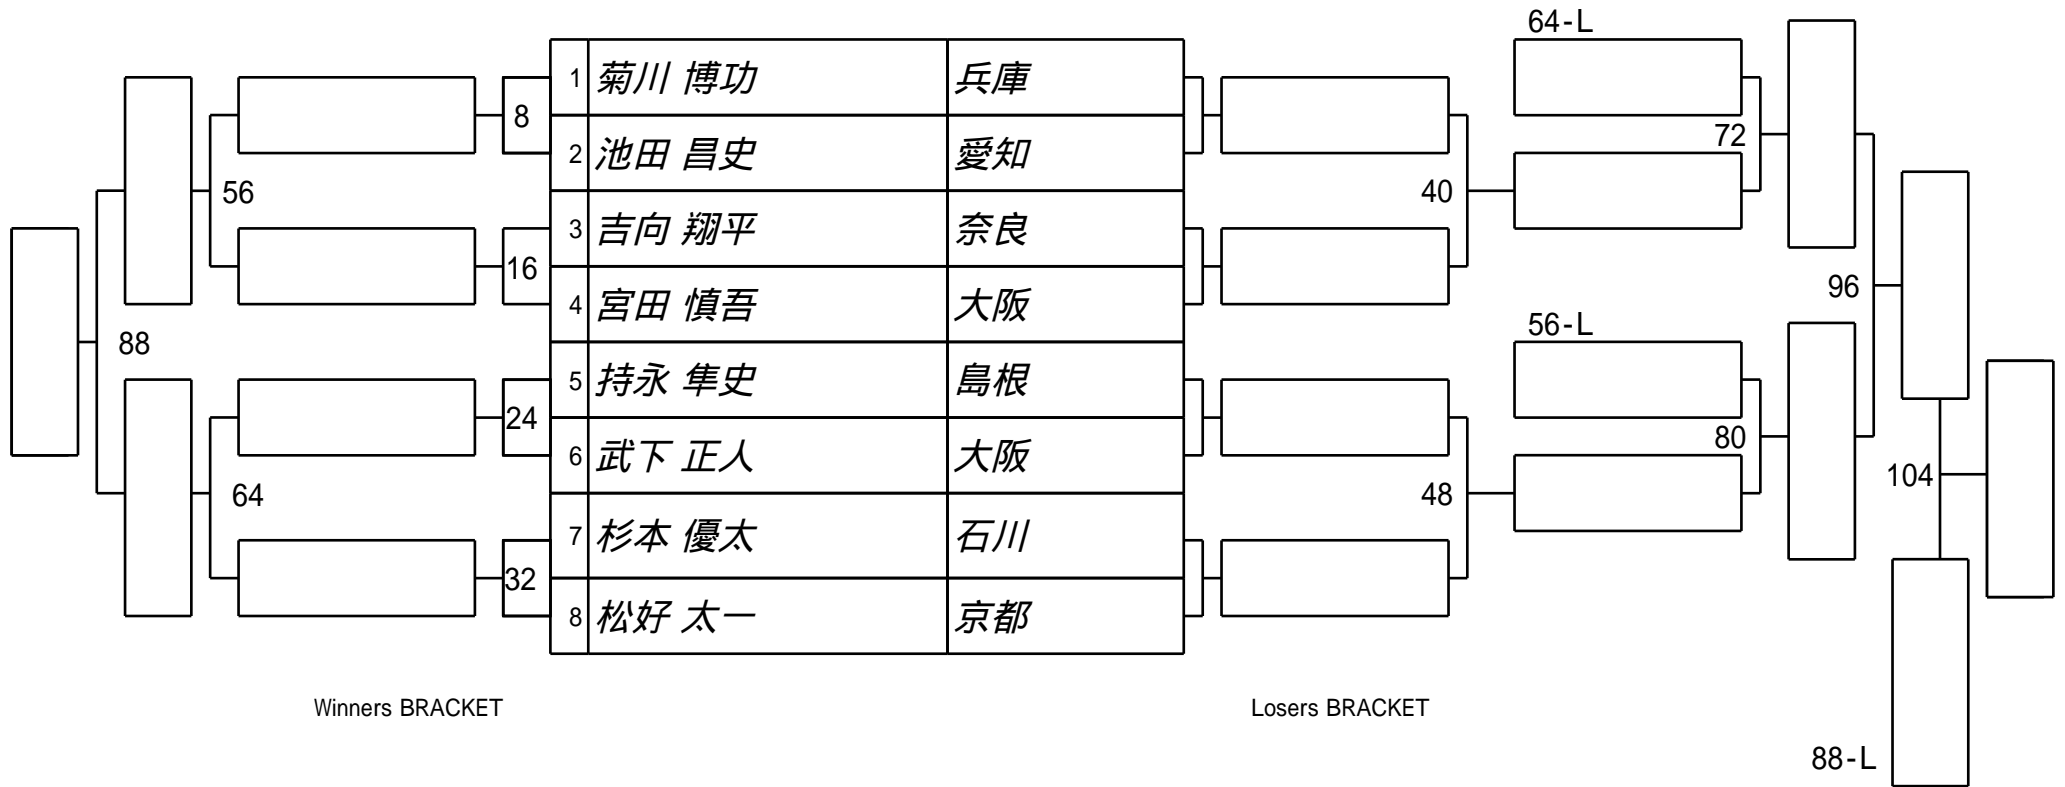 64-L
1 菊川 博功 兵庫
8
72
2 池田 昌史 愛知
56
40
3 吉向 翔平 奈良
16
4 宮田 慎吾 大阪
96
56-L
88
5 持永 隼史 島根
24
80
6 武下 正人 大阪
104
64
48
7 杉本 優太 石川
32
8 松好 太一 京都
Winners BRACKET
Losers BRACKET
88-L